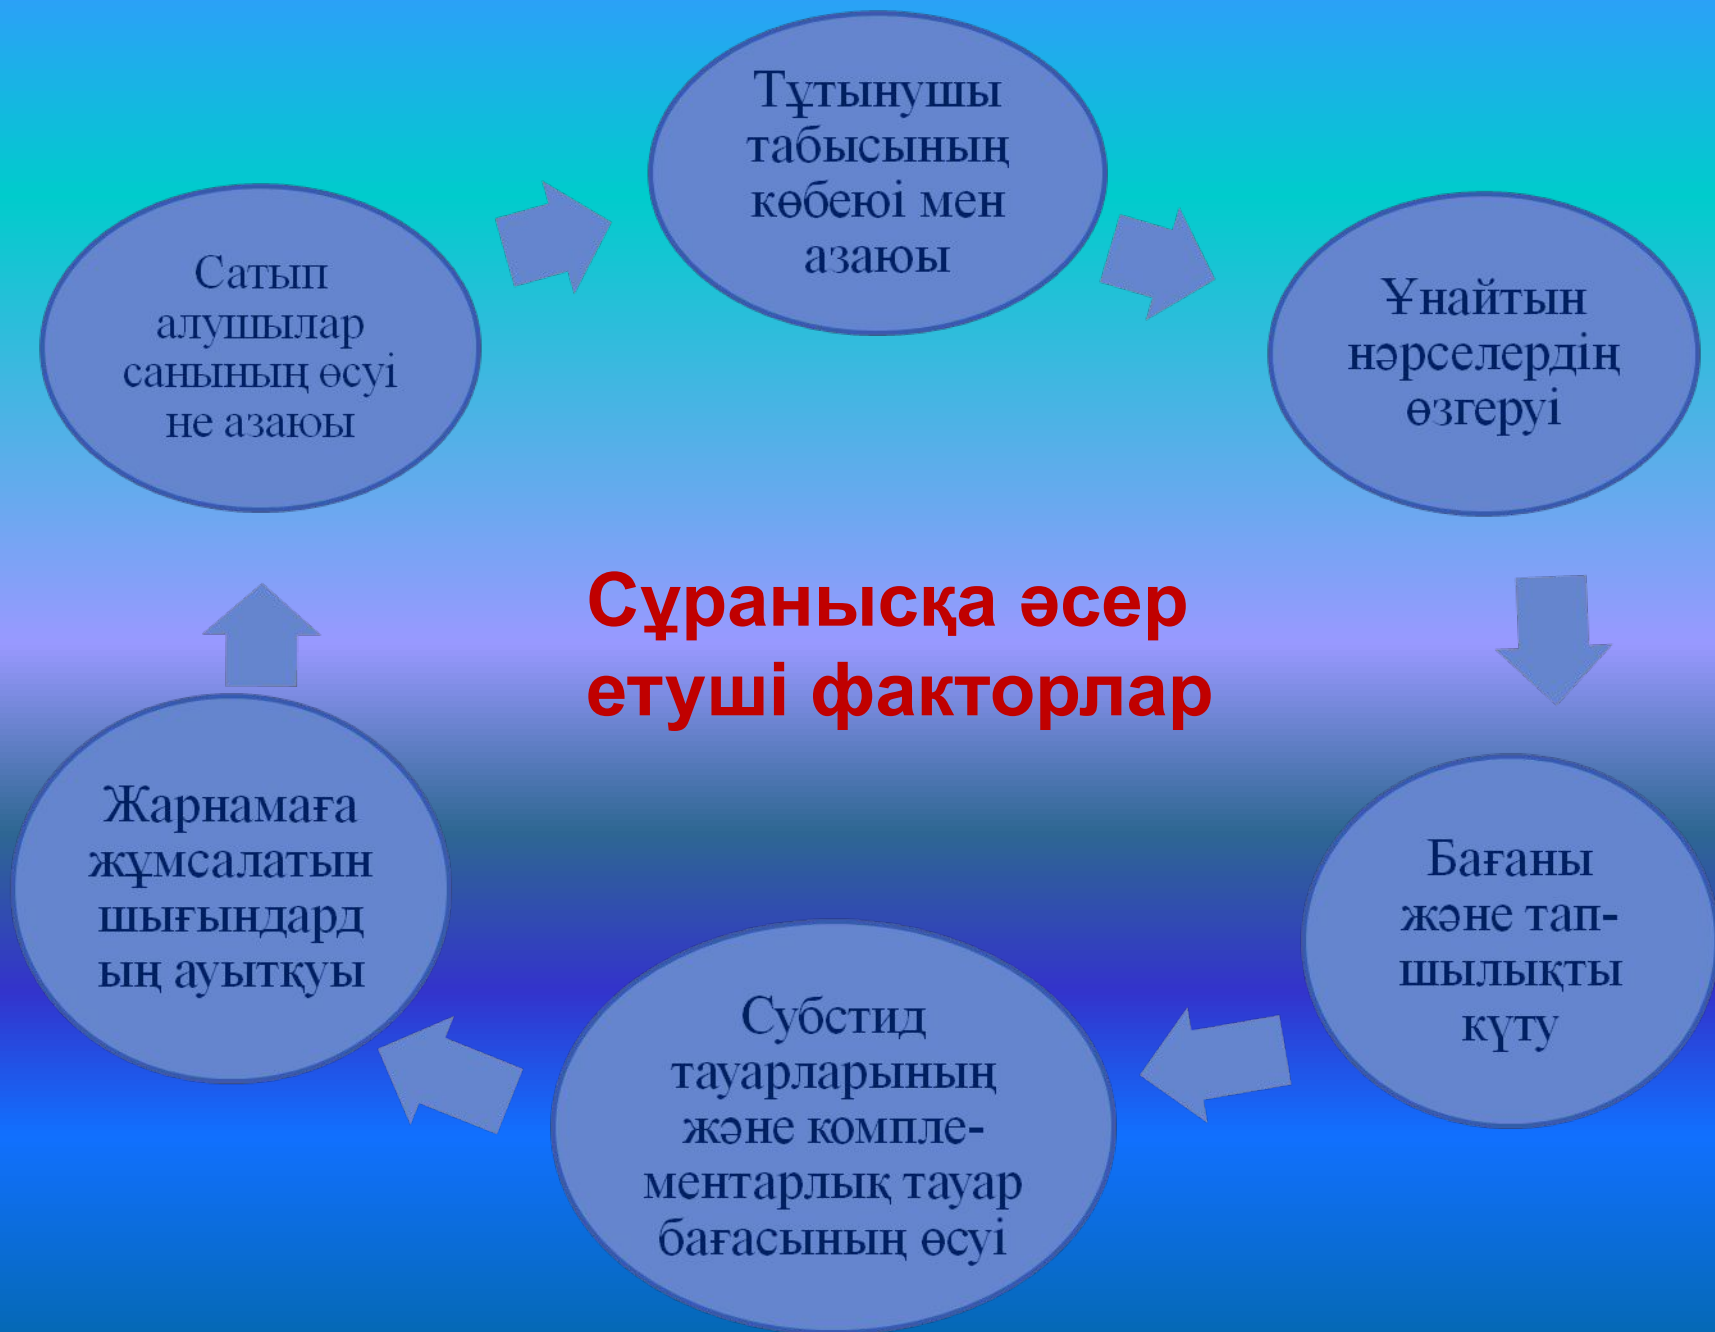 Тұтынушы
табысының
көбеюі мен
азаюы
Ұнайтын
нәрселердің
өзгеруі
Бағаны
және тап-
шылықты
күту
Субстид
тауарларының
және компле-
ментарлық тауар
бағасының өсуі
Жарнамаға
жұмсалатын
шығындард
ың ауытқуы
Сатып
алушылар
санының өсуі
не азаюы
Сұранысқа әсер
етуші факторлар